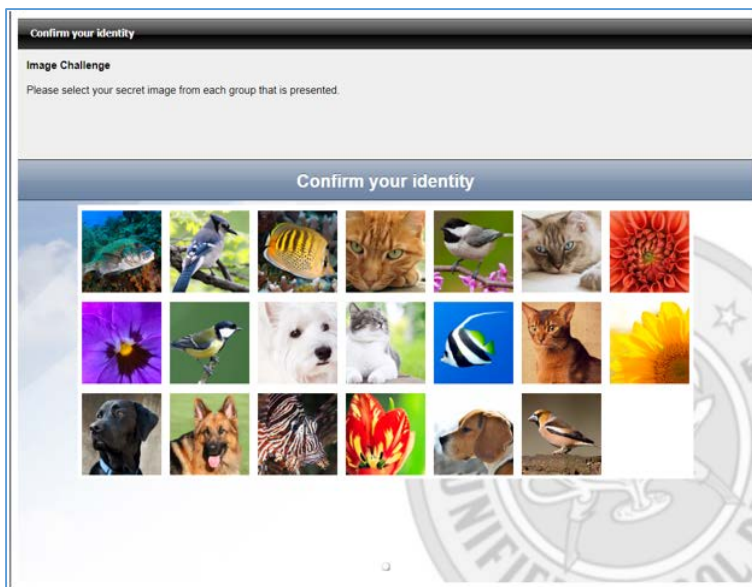 Confirm your identity
Image Challenge
Please select your secret image from each group that is presented.
Confirm your identity
UNIFIED